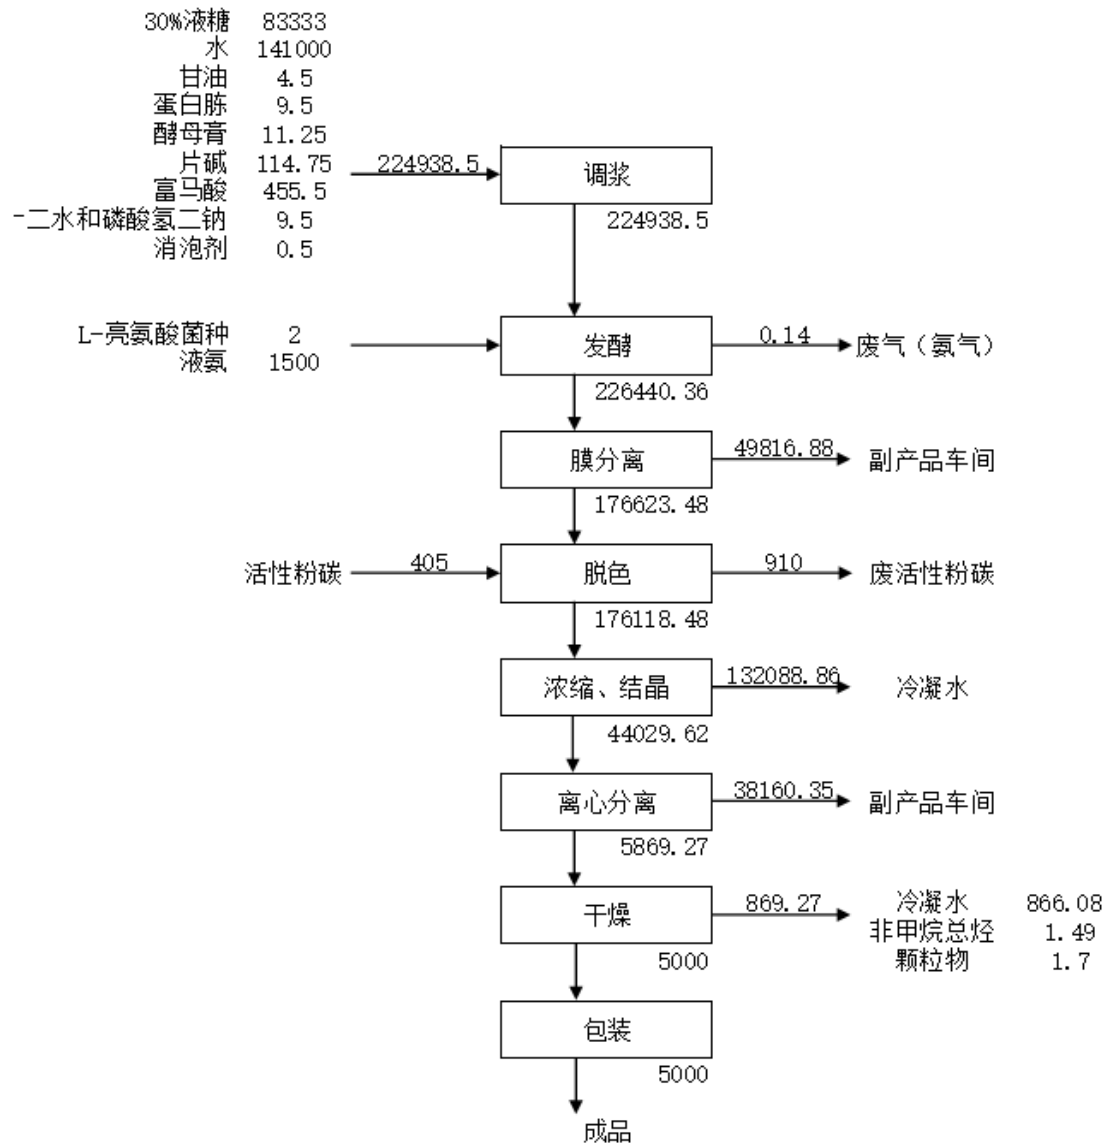 30%液糖 83333
水 141000
甘油 4.5
蛋白胨 9.5
酵母膏 11.25
片碱 114.75
富马酸 455.5
-二水和磷酸氢二钠 9.5
消泡剂 0.5
224938.5
调浆
224938.5
L-亮氨酸菌种 2
液氨 1500
发酵
0.14
废气（氨气）
226440.36
膜分离
49816.88
副产品车间
176623.48
活性粉碳
405
脱色
910
废活性粉碳
176118.48
浓缩、结晶
132088.86
冷凝水
44029.62
离心分离
38160.35
副产品车间
5869.27
干燥
869.27
冷凝水 866.08
非甲烷总烃 1.49
颗粒物 1.7
5000
包装
5000
成品